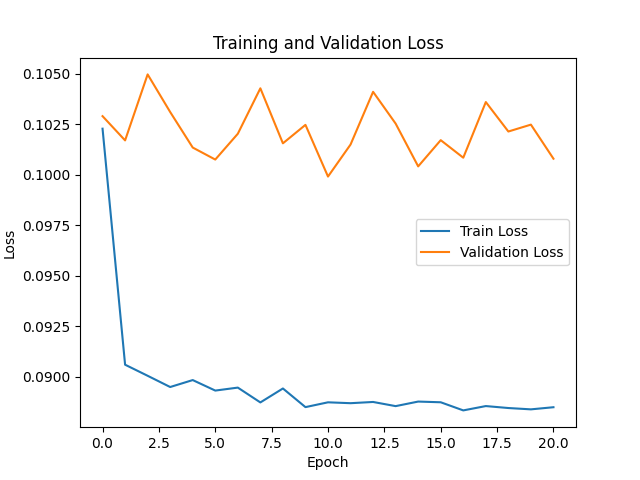 Training and Validation Loss
0.1050
0.1025
0.1000
0.0975
0.0950
0.0925
0.0900
Loss
Train Loss
Validation Loss
0.0 2.5 5.0 7.5 10.0 12.5 15.0 17.5 20.0
Epoch